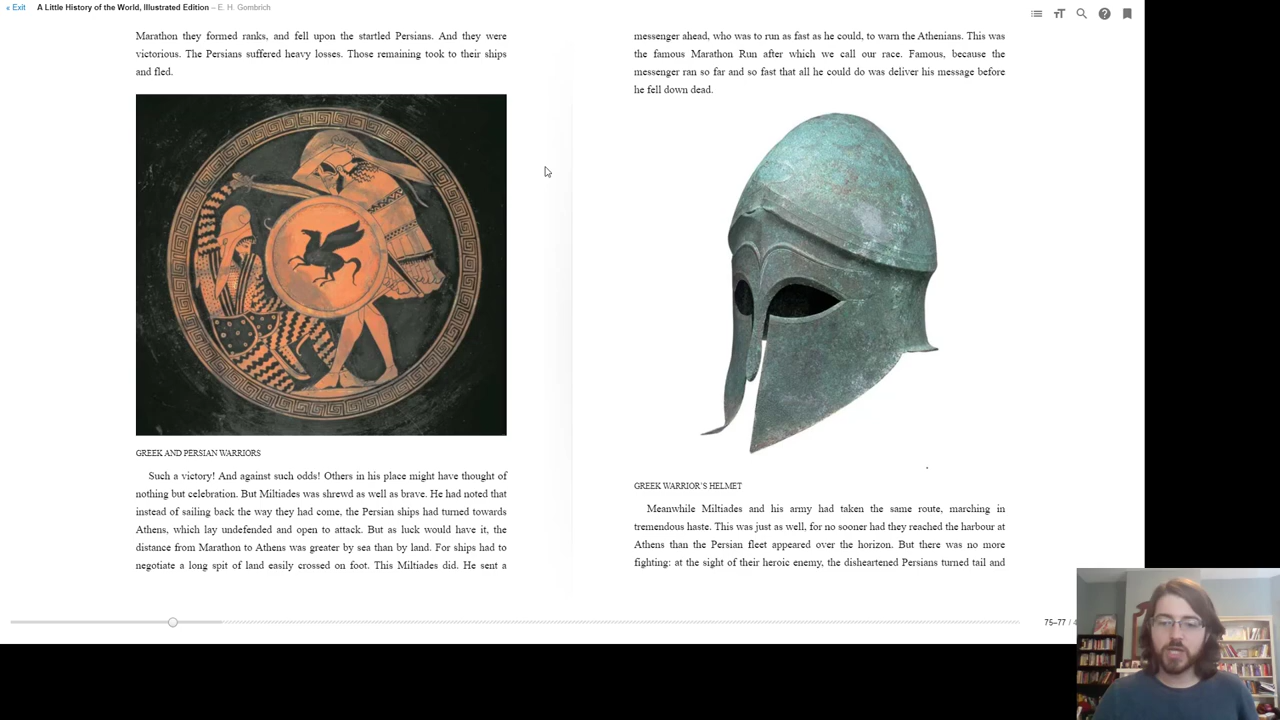 « Exit A Little History of the World, Illustrated Edition – E. H. Gombrich
Marathon they formed ranks, and fell upon the startled Persians. And they were
victorious. The Persians suffered heavy losses. Those remaining took to their ships
and fled.
GREEK AND PERSIAN WARRIORS
Such a victory! And against such odds! Others in his place might have thought of
nothing but celebration. But Miltiades was shrewd as well as brave. He had noted that
instead of sailing back the way they had come, the Persian ships had turned towards
Athens, which lay undefended and open to attack. But as luck would have it, the
distance from Marathon to Athens was greater by sea than by land. For ships had to
negotiate a long spit of land easily crossed on foot. This Miltiades did. He sent a
messenger ahead, who was to run as fast as he could, to warn the Athenians. This was
the famous Marathon Run after which we call our race. Famous, because the
messenger ran so far and so fast that all he could do was deliver his message before
he fell down dead.
GREEK WARRIOR'S HELMET
Meanwhile Miltiades and his army had taken the same route, marching in
tremendous haste. This was just as well, for no sooner had they reached the harbour at
Athens than the Persian fleet appeared over the horizon. But there was no more
fighting: at the sight of their heroic enemy, the disheartened Persians turned tail and
75–77 /